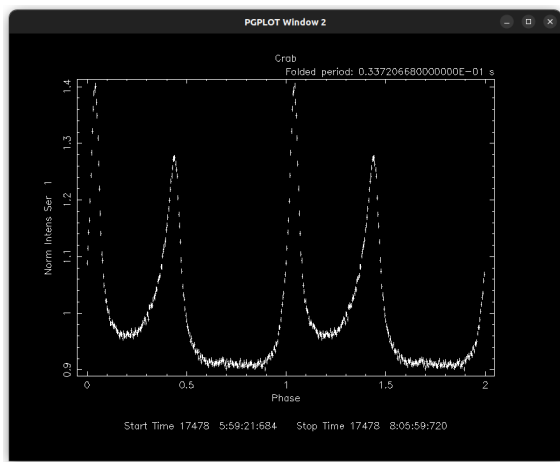 PGPLOT Window 2
Crab
Folded period: 0.337206680000000E-01 s
1.4
1.3
1.2
1.1
1
0.9
Norm Intens Ser 1
0 0.5 1 1.5 2
Phase
Start Time 17478 5:59:21:684 Stop Time 17478 8:05:59:720